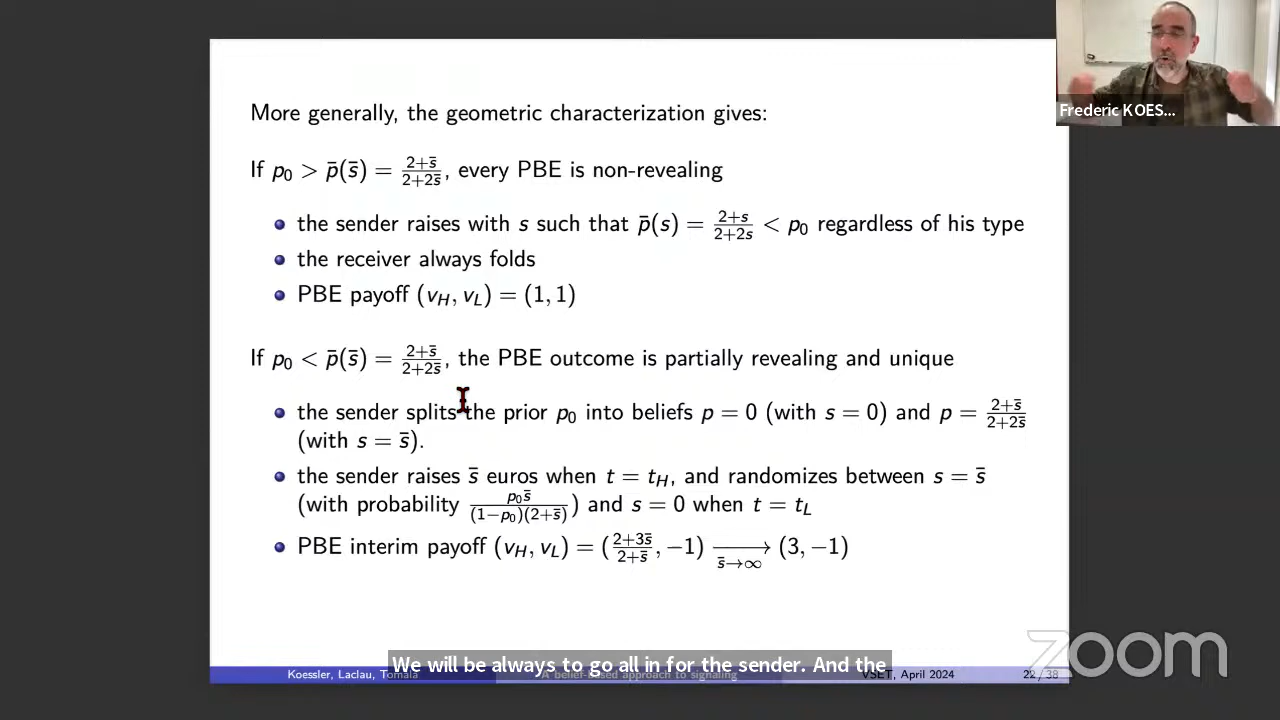 Frederic KOES...
More generally, the geometric characterization gives:
If p₀ > p̄(s̄) = (2+s̄)/(2+2s̄), every PBE is non-revealing
the sender raises with s such that p̄(s) = (2+s)/(2+2s) < p₀ regardless of his type
the receiver always folds
PBE payoff (v_H, v_L) = (1, 1)
If p₀ < p̄(s̄) = (2+s̄)/(2+2s̄), the PBE outcome is partially revealing and unique
the sender splits the prior p₀ into beliefs p = 0 (with s = 0) and p = (2+s̄)/(2+2s̄)
(with s = s̄).
the sender raises s̄ euros when t = t_H, and randomizes between s = s̄
(with probability p₀s̄/((1−p₀)(2+s̄))) and s = 0 when t = t_L
PBE interim payoff (v_H, v_L) = ((2+3s̄)/(2+s̄), −1) ⟶ s̄→∞ (3, −1)
We will be always to go all in for the sender. And the
Koessler, Laclau, Tomala
A belief-based approach to signaling
VSET, April 2024
22 / 38
zoom